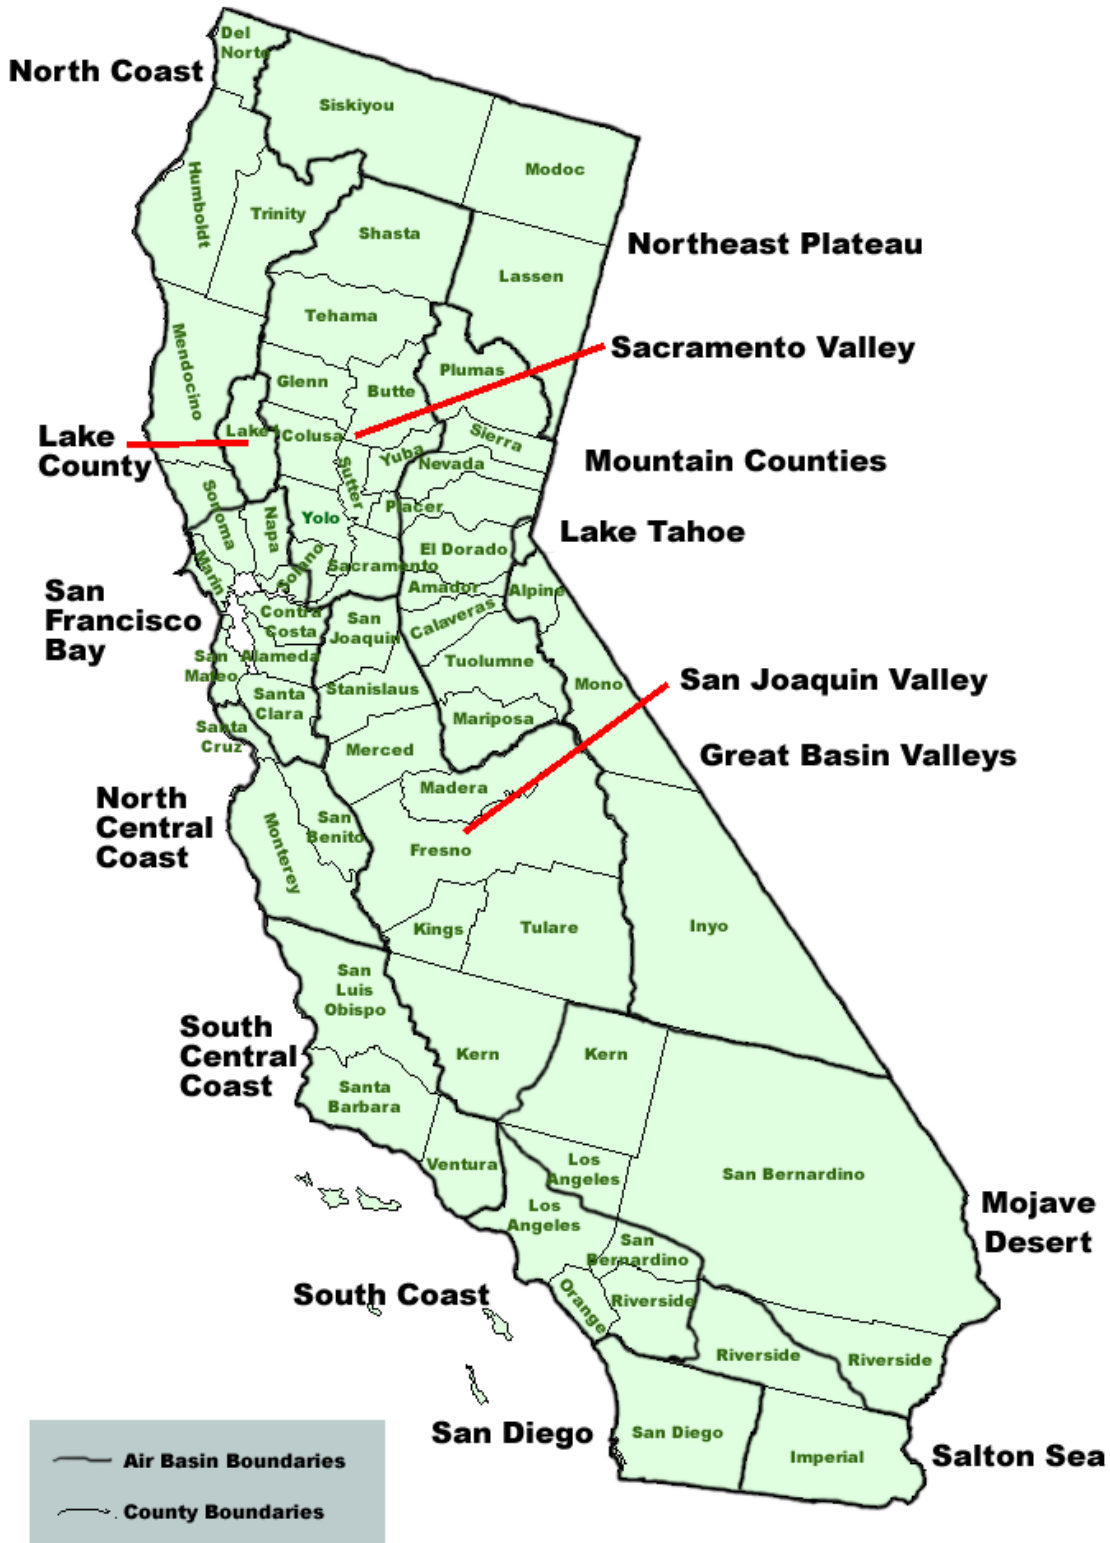 Del
Norte
North Coast
Siskiyou
Modoc
Humboldt
Trinity
Shasta
Northeast Plateau
Lassen
Tehama
Sacramento Valley
Mendocino
Plumas
Glenn
Butte
Lake
County
Lake
Colusa
Sierra
Yuba
Nevada
Mountain Counties
Sutter
Sonoma
Placer
Napa
Yolo
Lake Tahoe
El Dorado
Solano
Sacramento
Marin
Amador
Alpine
San
Francisco
Bay
Contra
Costa
San
Joaquin
Calaveras
San
Mateo
Alameda
Tuolumne
San Joaquin Valley
Mono
Santa
Clara
Stanislaus
Mariposa
Santa
Cruz
Merced
Great Basin Valleys
Madera
North
Central
Coast
San
Benito
Monterey
Fresno
Kings
Tulare
Inyo
San
Luis
Obispo
South
Central
Coast
Kern
Kern
Santa
Barbara
Ventura
Los
Angeles
San Bernardino
Los
Angeles
Mojave
Desert
San
Bernardino
South Coast
Orange
Riverside
Riverside
Riverside
San Diego
San Diego
Imperial
Salton Sea
Air Basin Boundaries
County Boundaries